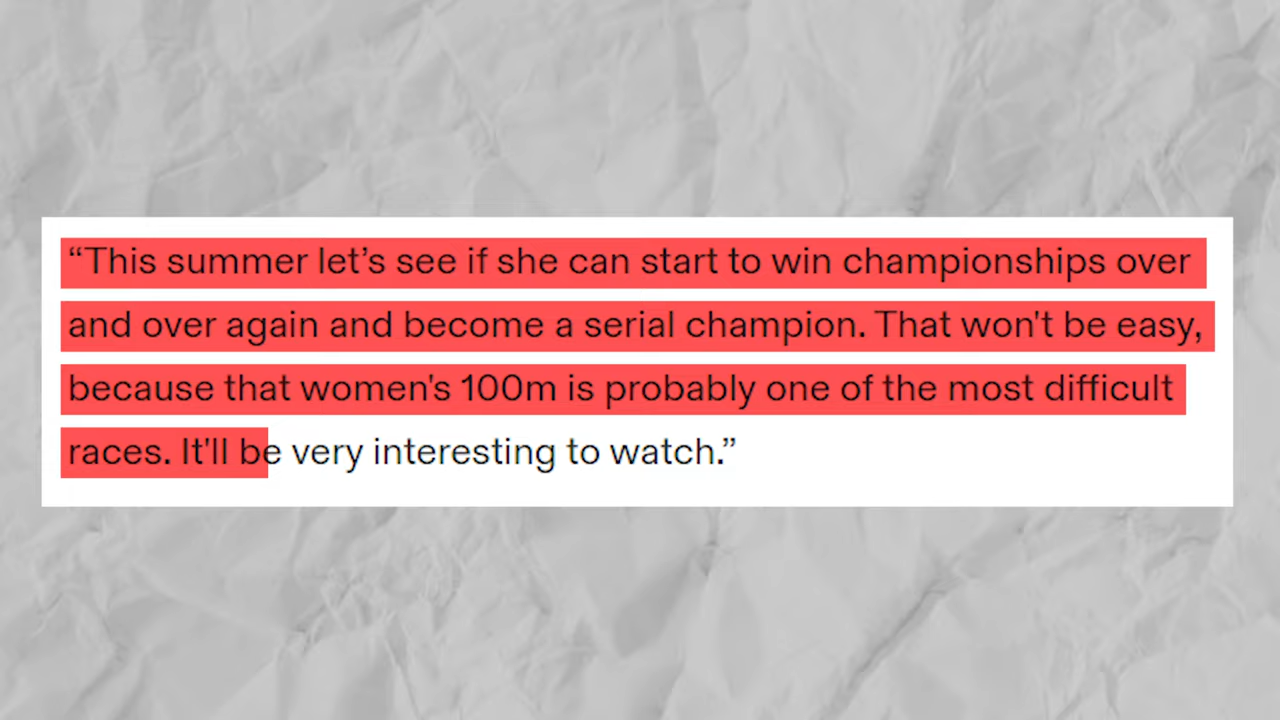 “This summer let’s see if she can start to win championships over
and over again and become a serial champion. That won't be easy,
because that women's 100m is probably one of the most difficult
races. It'll be very interesting to watch.”